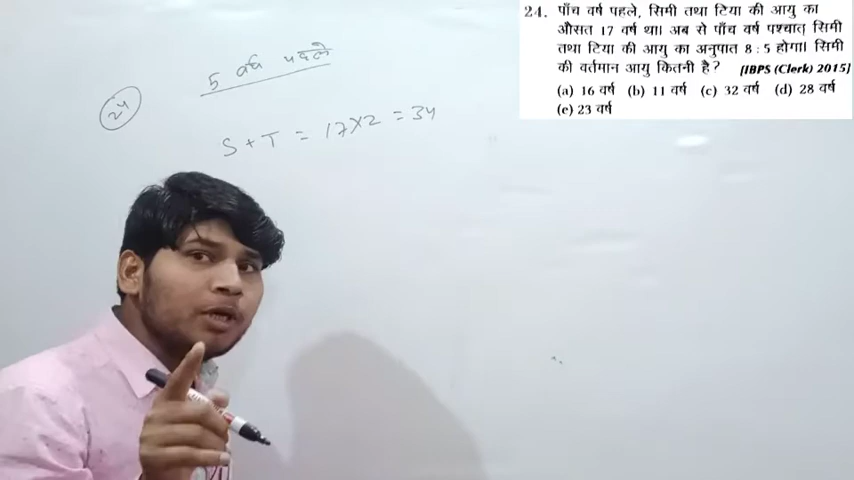 24. पाँच वर्ष पहले, सिमी तथा टिया की आयु का
औसत 17 वर्ष था। अब से पाँच वर्ष पश्चात् सिमी
तथा टिया की आयु का अनुपात 8 : 5 होगा। सिमी
की वर्तमान आयु कितनी है? [IBPS (Clerk) 2015]
(a) 16 वर्ष (b) 11 वर्ष (c) 32 वर्ष (d) 28 वर्ष
(e) 23 वर्ष
24
5 वर्ष पहले
S + T = 17×2 = 34